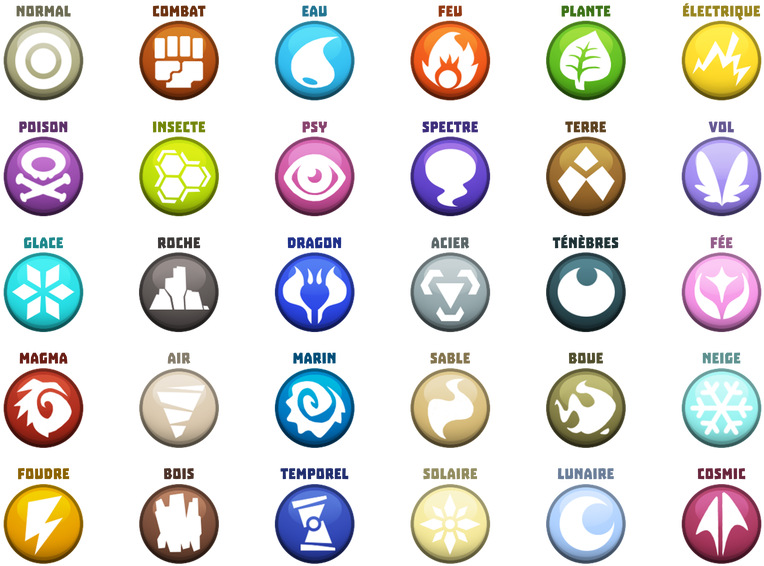 NORMAL COMBAT EAU FEU PLANTE ÉLECTRIQUE
POISON INSECTE PSY SPECTRE TERRE VOL
GLACE ROCHE DRAGON ACIER TÉNÈBRES FÉE
MAGMA AIR MARIN SABLE BOUE NEIGE
FOUDRE BOIS TEMPOREL SOLAIRE LUNAIRE COSMIC